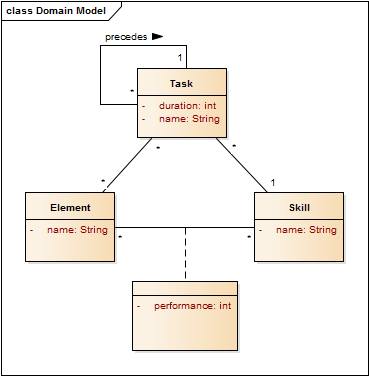 class Domain Model
precedes
1
*
Task
- duration: int
- name: String
*
*
*
1
Element
- name: String
Skill
- name: String
*
*
- performance: int